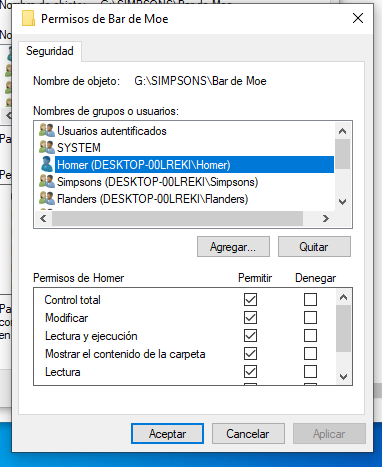 Permisos de Bar de Moe
Seguridad
Nombre de objeto: G:\SIMPSONS\Bar de Moe
Nombres de grupos o usuarios:
Usuarios autentificados
SYSTEM
Homer (DESKTOP-00LREKI\Homer)
Simpsons (DESKTOP-00LREKI\Simpsons)
Flanders (DESKTOP-00LREKI\Flanders)
Agregar... Quitar
Permisos de Homer Permitir Denegar
Control total
Modificar
Lectura y ejecución
Mostrar el contenido de la carpeta
Lectura
Aceptar Cancelar Aplicar